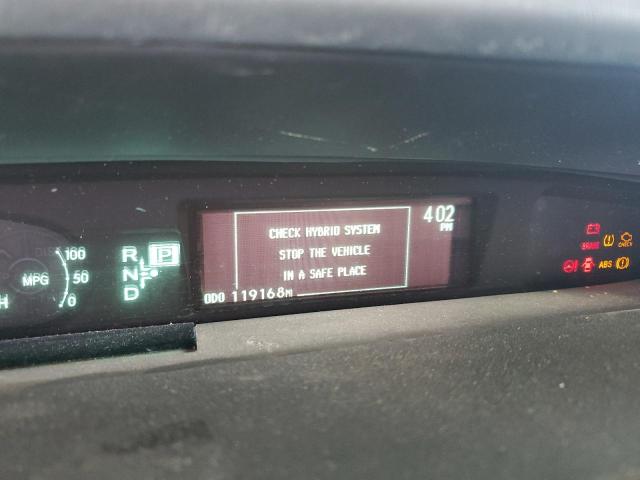 CHECK HYBRID SYSTEM
STOP THE VEHICLE
IN A SAFE PLACE
4:02
PM
ODO 119168M
100
50
0
MPG
H
R
P
N
D
BRAKE
CHECK
ABS